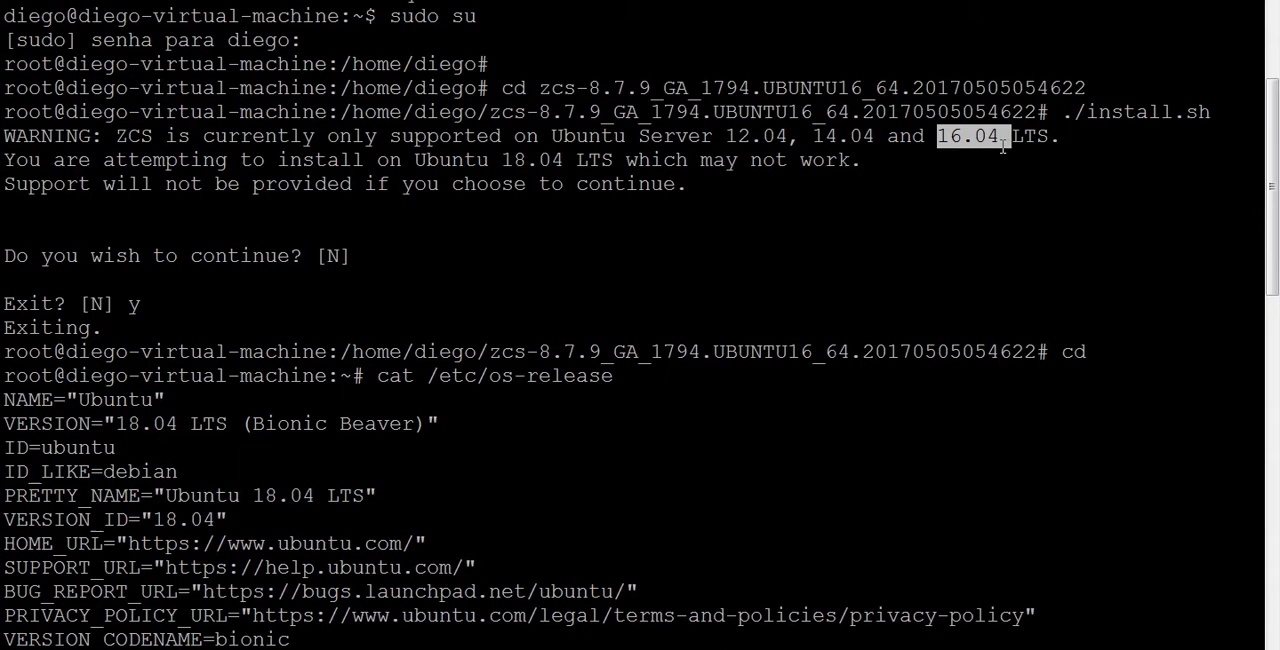 diego@diego-virtual-machine:~$ sudo su
[sudo] senha para diego:
root@diego-virtual-machine:/home/diego#
root@diego-virtual-machine:/home/diego# cd zcs-8.7.9_GA_1794.UBUNTU16_64.20170505054622
root@diego-virtual-machine:/home/diego/zcs-8.7.9_GA_1794.UBUNTU16_64.20170505054622# ./install.sh
WARNING: ZCS is currently only supported on Ubuntu Server 12.04, 14.04 and 16.04 LTS.
You are attempting to install on Ubuntu 18.04 LTS which may not work.
Support will not be provided if you choose to continue.
Do you wish to continue? [N]
Exit? [N] y
Exiting.
root@diego-virtual-machine:/home/diego/zcs-8.7.9_GA_1794.UBUNTU16_64.20170505054622# cd
root@diego-virtual-machine:~# cat /etc/os-release
NAME="Ubuntu"
VERSION="18.04 LTS (Bionic Beaver)"
ID=ubuntu
ID_LIKE=debian
PRETTY_NAME="Ubuntu 18.04 LTS"
VERSION_ID="18.04"
HOME_URL="https://www.ubuntu.com/"
SUPPORT_URL="https://help.ubuntu.com/"
BUG_REPORT_URL="https://bugs.launchpad.net/ubuntu/"
PRIVACY_POLICY_URL="https://www.ubuntu.com/legal/terms-and-policies/privacy-policy"
VERSION_CODENAME=bionic